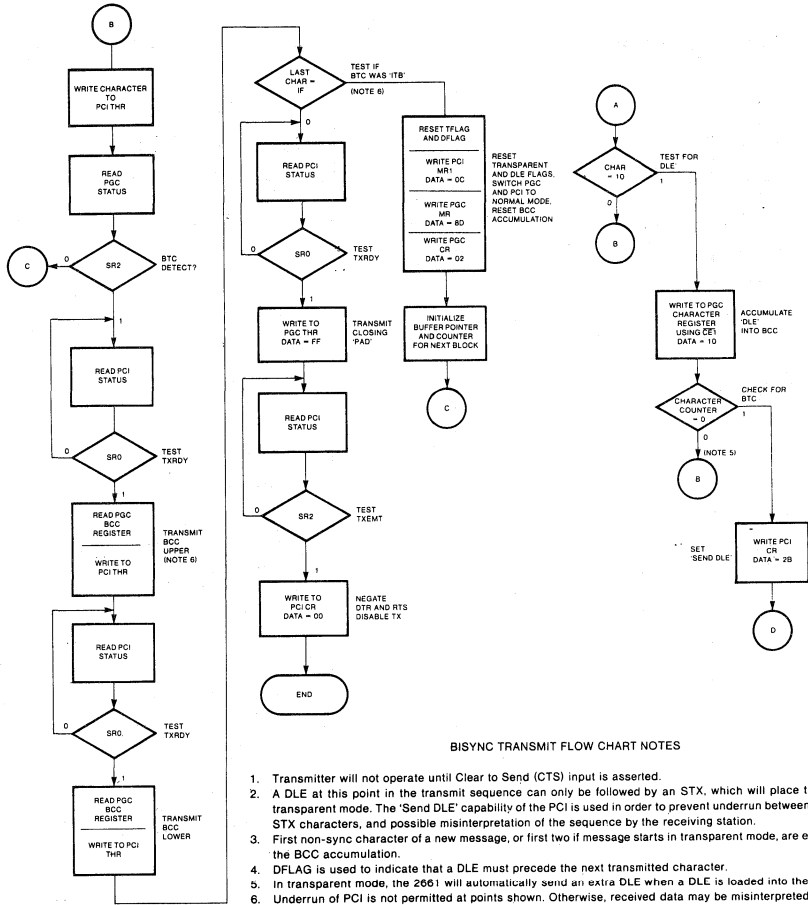 B
WRITE CHARACTER
TO
PCI THR
READ
PGC
STATUS
SR2
BTC
DETECT?
0
C
1
READ PCI
STATUS
SR0
TEST
TXRDY
0
1
READ PGC
BCC
REGISTER
WRITE TO
PCI THR
TRANSMIT
BCC
UPPER
(NOTE 6)
READ PCI
STATUS
SR0.
TEST
TXRDY
0
1
READ PGC
BCC
REGISTER
WRITE TO PCI
THR
TRANSMIT
BCC
LOWER
LAST
CHAR =
IF
TEST IF
BTC WAS 'ITB'
(NOTE 6)
0
READ PCI
STATUS
SR0
TEST
TXRDY
0
1
WRITE TO
PGC THR
DATA = FF
TRANSMIT
CLOSING
'PAD'
READ PCI
STATUS
SR2
TEST
TXEMT
0
1
WRITE TO
PCI CR
DATA = 00
NEGATE
DTR AND RTS
DISABLE TX
END
RESET TFLAG
AND DFLAG
WRITE PCI
MR1
DATA = 0C
WRITE PGC
MR
DATA = 8D
WRITE PGC
CR
DATA = 02
RESET
TRANSPARENT
AND DLE FLAGS,
SWITCH PGC
AND PCI TO
NORMAL MODE,
RESET BCC
ACCUMULATION
INITIALIZE
BUFFER POINTER
AND COUNTER
FOR NEXT BLOCK
C
A
CHAR
= 10
TEST FOR
'DLE'
1
0
B
WRITE TO PGC
CHARACTER
REGISTER
USING CE1
DATA = 10
ACCUMULATE
'DLE'
INTO BCC
CHARACTER
COUNTER
= 0
CHECK FOR
BTC
1
0
(NOTE 5)
B
SET
'SEND DLE'
WRITE PCI
CR
DATA = 2B
D
BISYNC TRANSMIT FLOW CHART NOTES
1. Transmitter will not operate until Clear to Send (CTS) input is asserted.
2. A DLE at this point in the transmit sequence can only be followed by an STX, which will place t
transparent mode. The 'Send DLE' capability of the PCI is used in order to prevent underrun between
STX characters, and possible misinterpretation of the sequence by the receiving station.
3. First non-sync character of a new message, or first two if message starts in transparent mode, are e
the BCC accumulation.
4. DFLAG is used to indicate that a DLE must precede the next transmitted character.
5. In transparent mode, the 2661 will automatically send an extra DLE when a DLE is loaded into the
6. Underrun of PCI is not permitted at points shown. Otherwise, received data may be misinterpreted